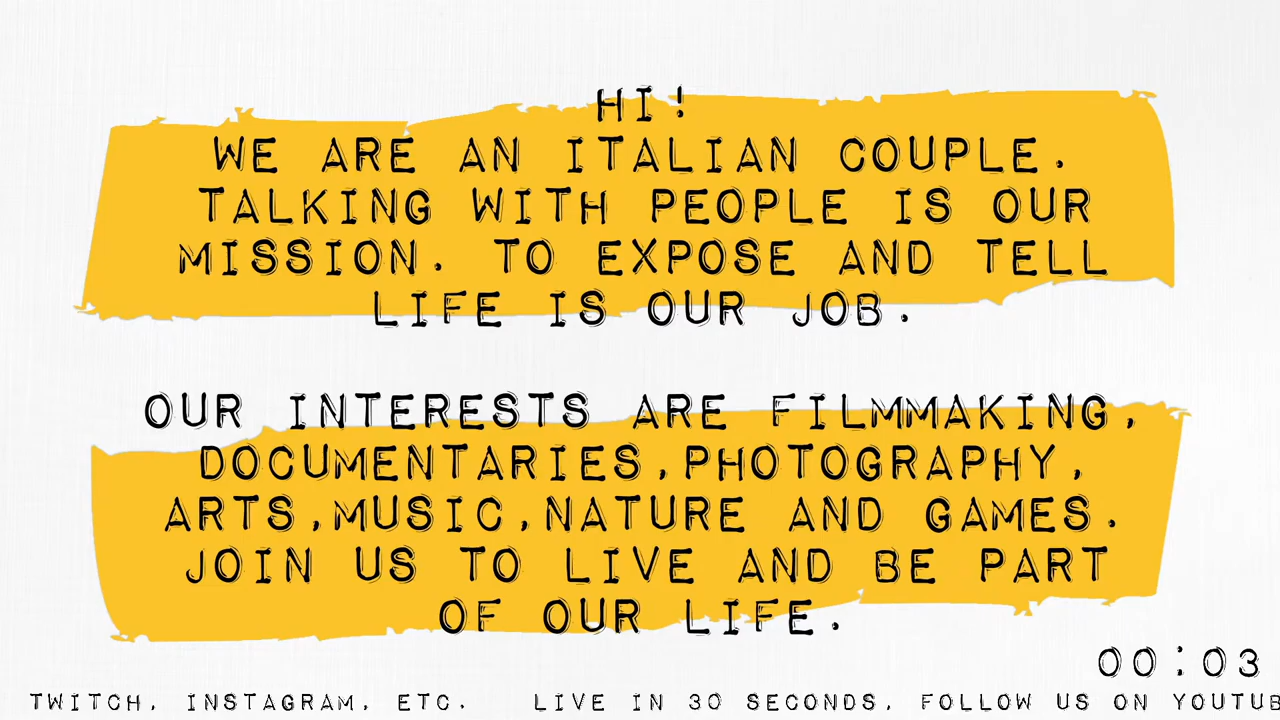 HI!
WE ARE AN ITALIAN COUPLE.
TALKING WITH PEOPLE IS OUR
MISSION. TO EXPOSE AND TELL
LIFE IS OUR JOB.
OUR INTERESTS ARE FILMMAKING,
DOCUMENTARIES,PHOTOGRAPHY,
ARTS,MUSIC,NATURE AND GAMES.
JOIN US TO LIVE AND BE PART
OF OUR LIFE.
00:03
TWITCH, INSTAGRAM, ETC. LIVE IN 30 SECONDS, FOLLOW US ON YOUTUB